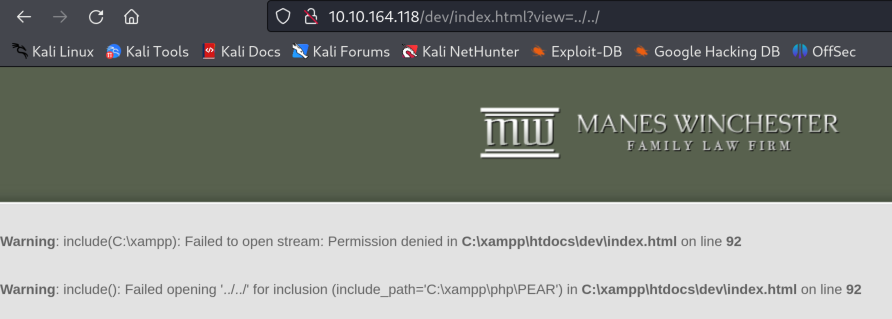 10.10.164.118/dev/index.html?view=../../
Kali Linux Kali Tools Kali Docs Kali Forums Kali NetHunter Exploit-DB Google Hacking DB OffSec
mw MANES WINCHESTER
FAMILY LAW FIRM
Warning: include(C:\xampp): Failed to open stream: Permission denied in C:\xampp\htdocs\dev\index.html on line 92
Warning: include(): Failed opening '../../' for inclusion (include_path='C:\xampp\php\PEAR') in C:\xampp\htdocs\dev\index.html on line 92